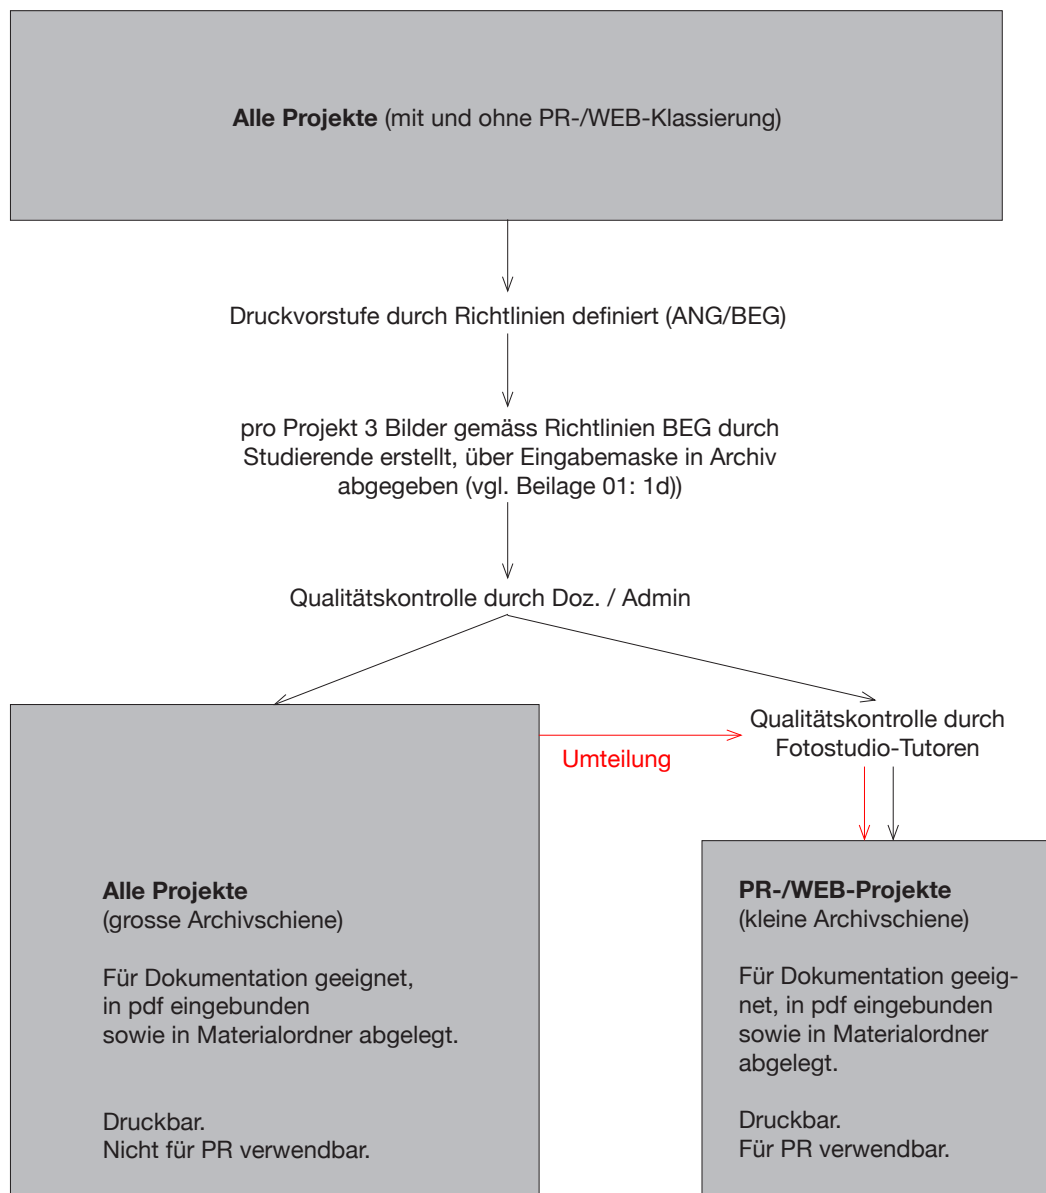 Alle Projekte (mit und ohne PR-/WEB-Klassierung)
Druckvorstufe durch Richtlinien definiert (ANG/BEG)
pro Projekt 3 Bilder gemäss Richtlinien BEG durch
Studierende erstellt, über Eingabemaske in Archiv
abgegeben (vgl. Beilage 01: 1d))
Qualitätskontrolle durch Doz. / Admin
Umteilung
Qualitätskontrolle durch
Fotostudio-Tutoren
Alle Projekte
(grosse Archivschiene)
Für Dokumentation geeignet,
in pdf eingebunden
sowie in Materialordner abgelegt.
Druckbar.
Nicht für PR verwendbar.
PR-/WEB-Projekte
(kleine Archivschiene)
Für Dokumentation geeig-
net, in pdf eingebunden
sowie in Materialordner
abgelegt.
Druckbar.
Für PR verwendbar.